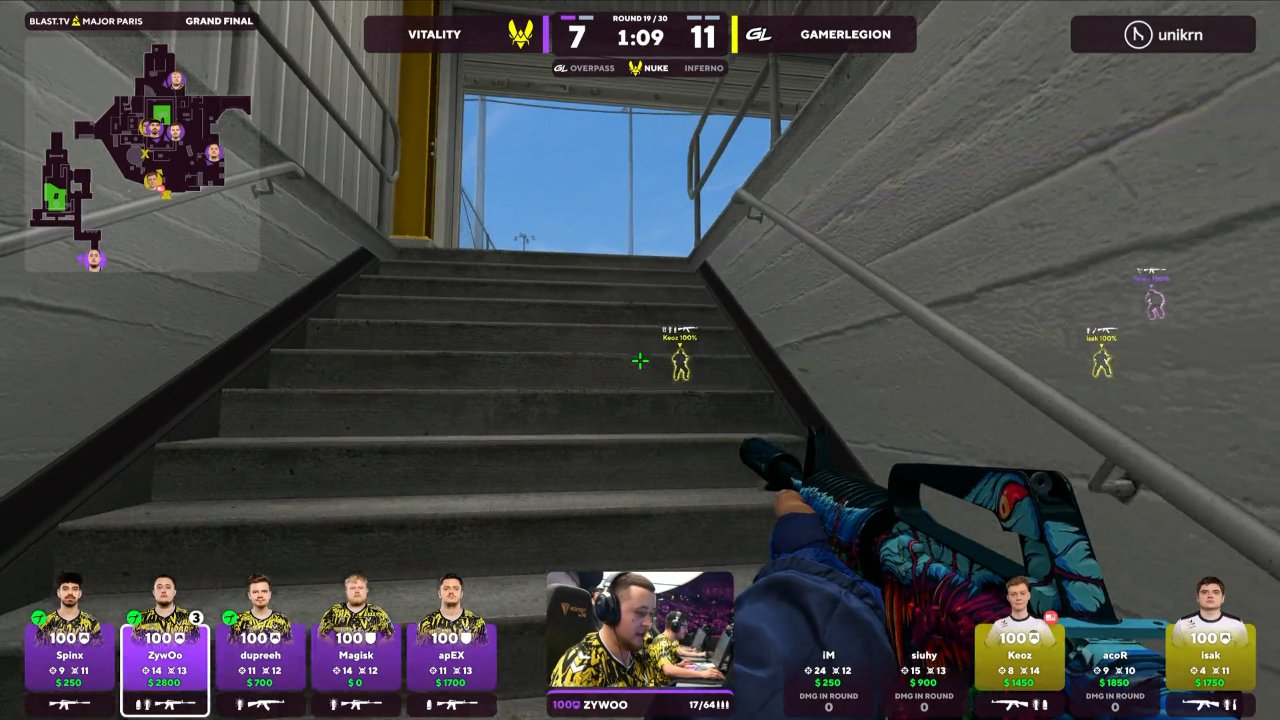 BLAST.TV MAJOR PARIS GRAND FINAL
VITALITY 7 ROUND 19 / 30 1:09 11 GL GAMERLEGION
GL OVERPASS NUKE INFERNO
unikrn
Keoz 100%
isak 100%
100 100 100 100 100 100 100
3
Spinx ZywOo dupreeh Magisk apEX iM siuhy Keoz acoR isak
9 11 14 13 11 12 14 12 11 13 24 12 15 13 8 14 9 10 4 11
$250 $2800 $700 $0 $1700 $250 $900 $1450 $1850 $1750
DMG IN ROUND DMG IN ROUND DMG IN ROUND
0 0 0
100 ZYWOO 17/64